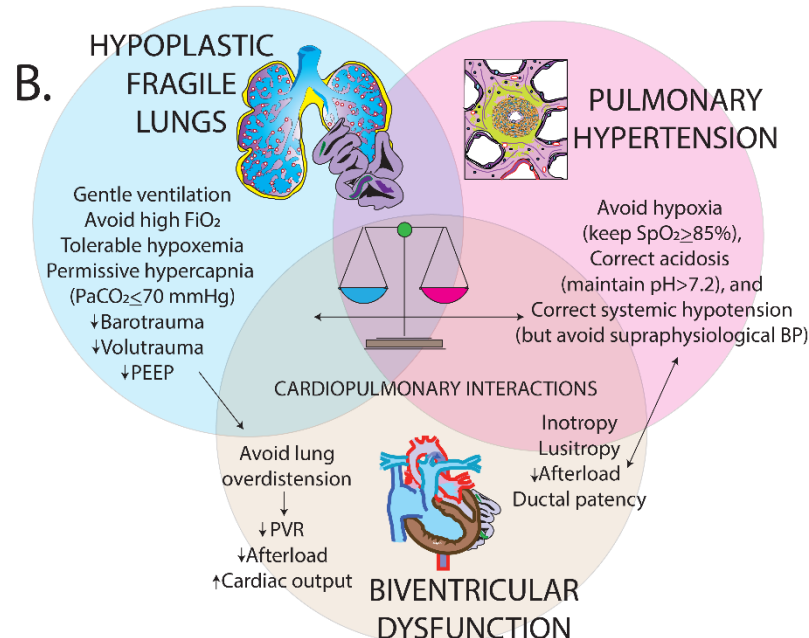 B.
HYPOPLASTIC
FRAGILE
LUNGS
Gentle ventilation
Avoid high FiO₂
Tolerable hypoxemia
Permissive hypercapnia
(PaCO₂≤70 mmHg)
↓Barotrauma
↓Volutrauma
↓PEEP
PULMONARY
HYPERTENSION
Avoid hypoxia
(keep SpO₂≥85%),
Correct acidosis
(maintain pH>7.2), and
Correct systemic hypotension
(but avoid supraphysiological BP)
CARDIOPULMONARY INTERACTIONS
Avoid lung
overdistension
↓PVR
↓Afterload
↑Cardiac output
Inotropy
Lusitropy
↓Afterload
Ductal patency
BIVENTRICULAR
DYSFUNCTION